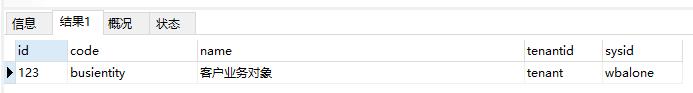 信息 结果1 概况 状态
id code name tenantid sysid
123 busientity 客户业务对象 tenant wbalone